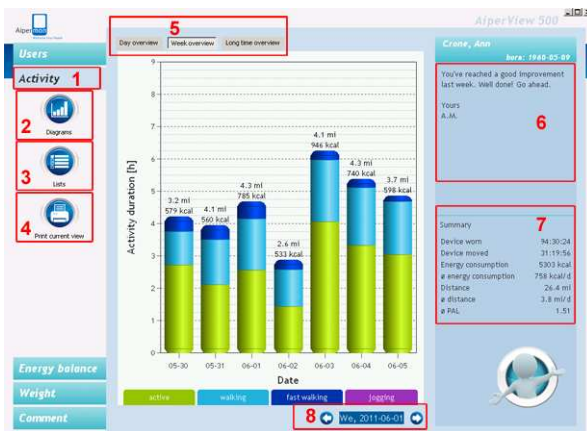 Aipermon
AiperView 500
5
Users
Activity
1
2
Diagrams
3
Lists
4
Print current view
Energy balance
Weight
Comment
Day overview
Week overview
Long time overview
9
8
7
6
5
4
3
2
1
0
Activity duration [h]
3.2 mi
579 kcal
4.1 mi
560 kcal
4.3 mi
785 kcal
2.6 mi
533 kcal
4.1 mi
946 kcal
4.3 mi
740 kcal
3.7 mi
598 kcal
05-30
05-31
06-01
06-02
06-03
06-04
06-05
Date
active
walking
fast walking
jogging
8
We, 2011-06-01
Crone, Ann
born: 1960-05-09
You've reached a good improvement
last week. Well done! Go ahead.
Yours
A.M.
6
7
Summary
Device worn 94:30:24
Device moved 31:19:56
Energy consumption 5303 kcal
ø energy consumption 758 kcal/d
Distance 26.4 mi
ø distance 3.8 mi/d
ø PAL 1.51